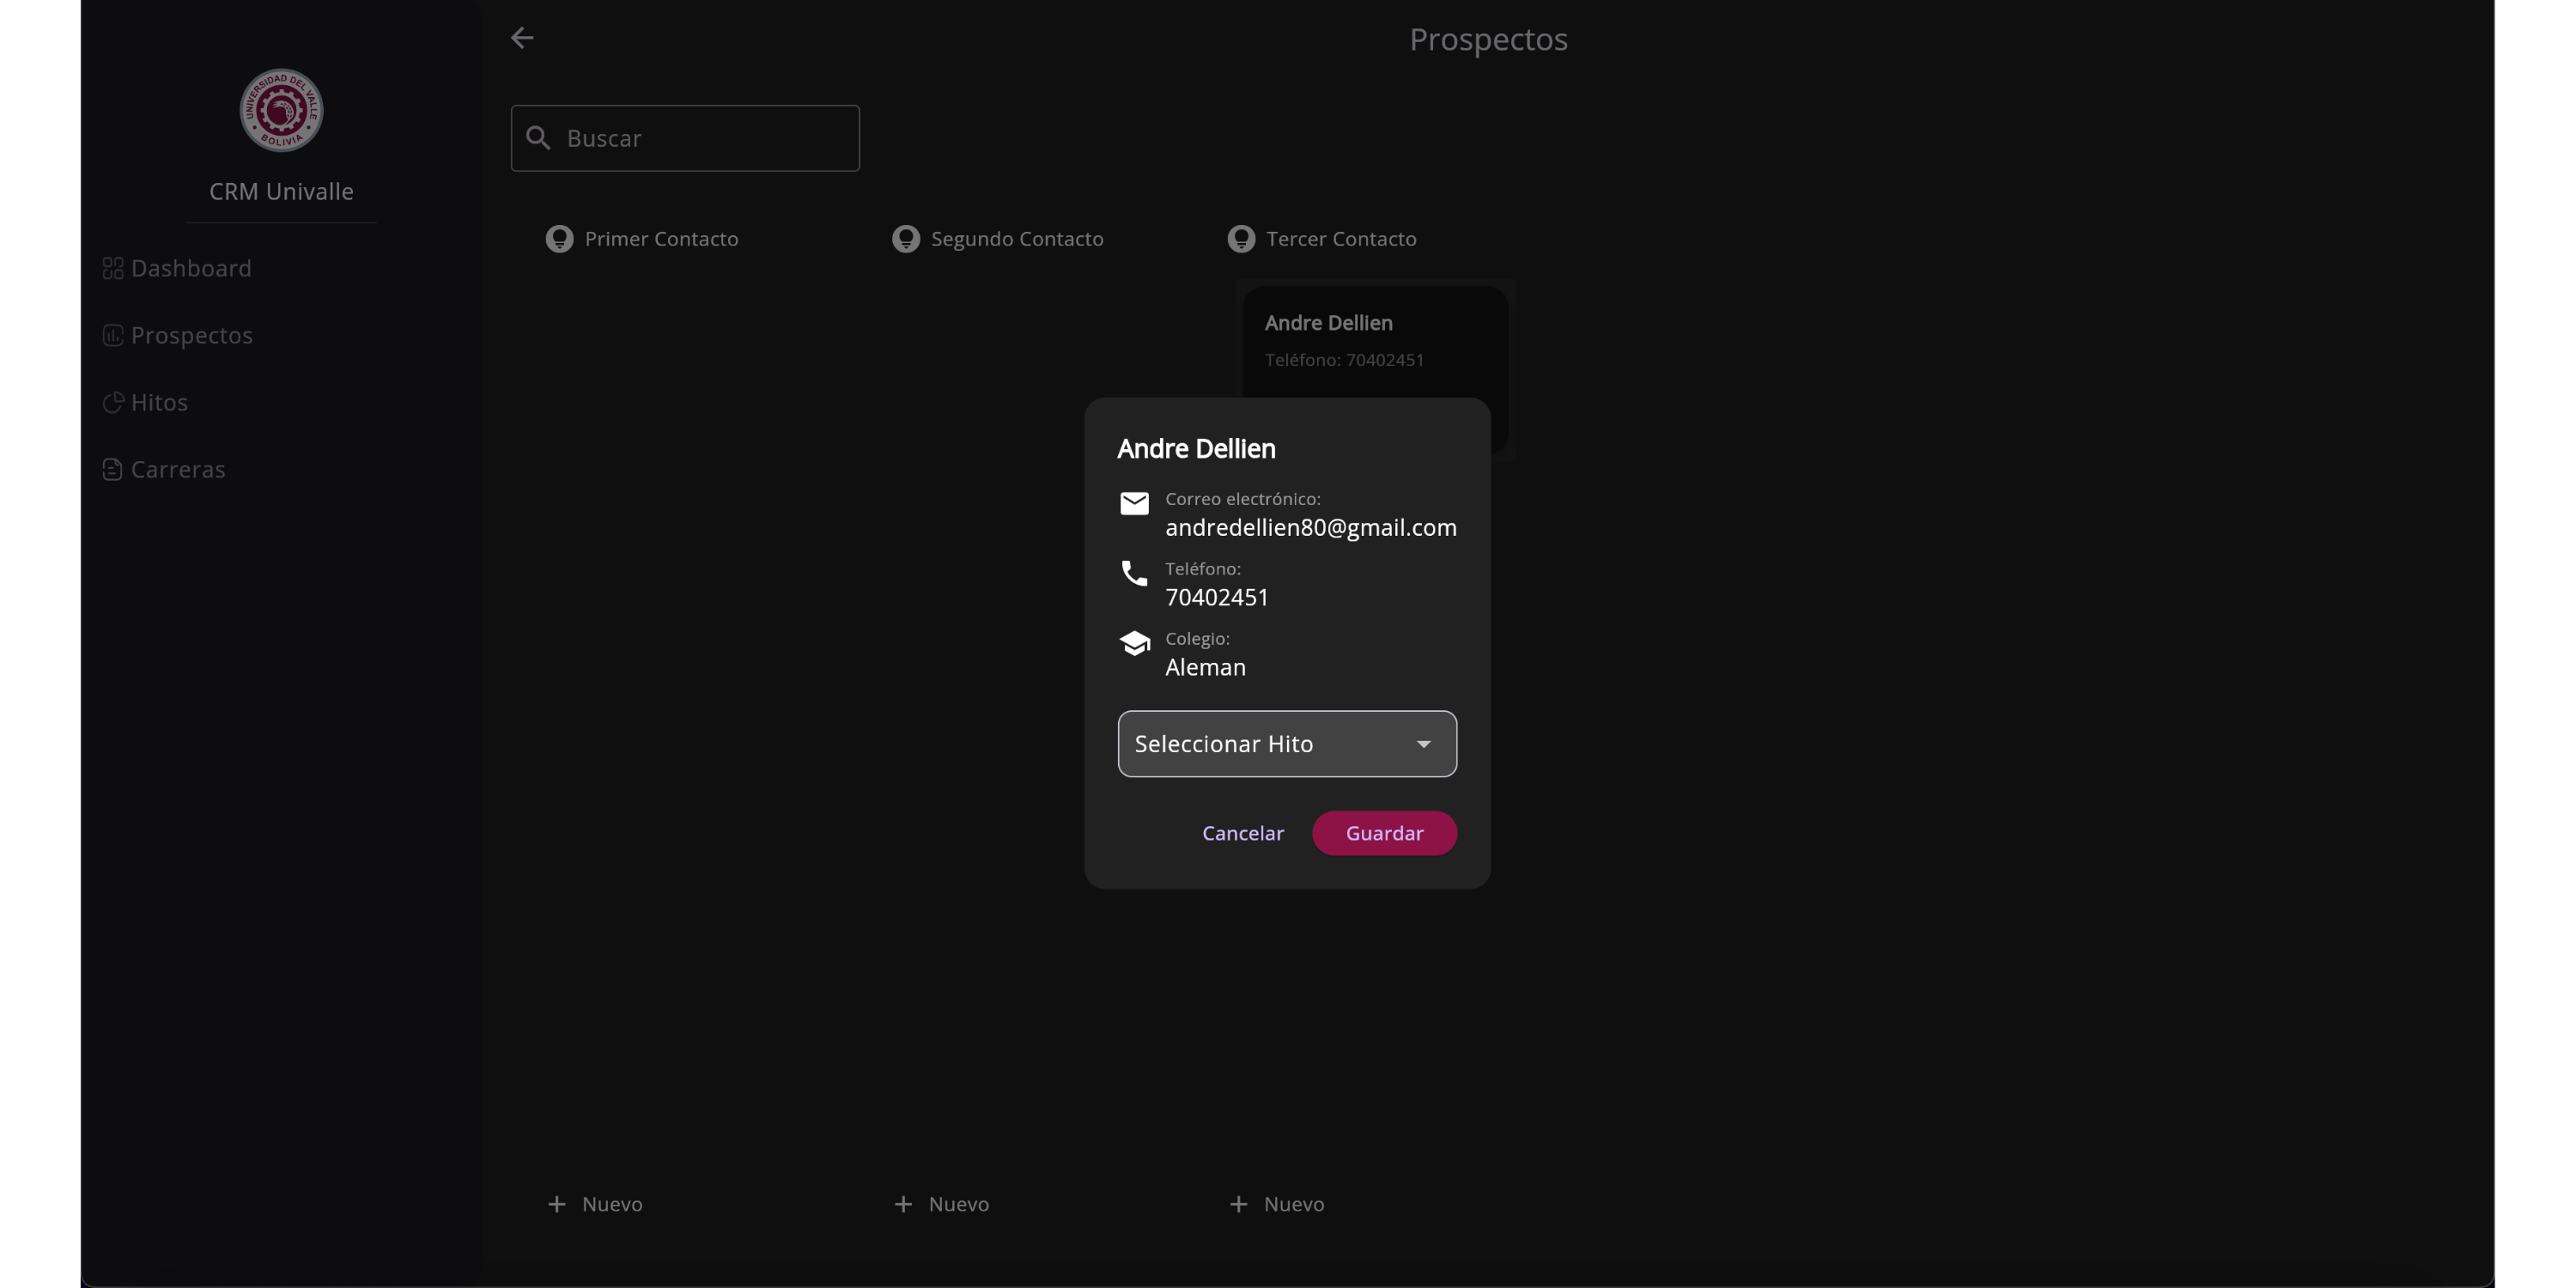 Prospectos
UNIVERSIDAD DEL VALLE
BOLIVIA
CRM Univalle
Dashboard
Prospectos
Hitos
Carreras
Buscar
Primer Contacto
Segundo Contacto
Tercer Contacto
Andre Dellien
Teléfono: 70402451
Andre Dellien
Correo electrónico:
andredellien80@gmail.com
Teléfono:
70402451
Colegio:
Aleman
Seleccionar Hito
Cancelar
Guardar
Nuevo
Nuevo
Nuevo